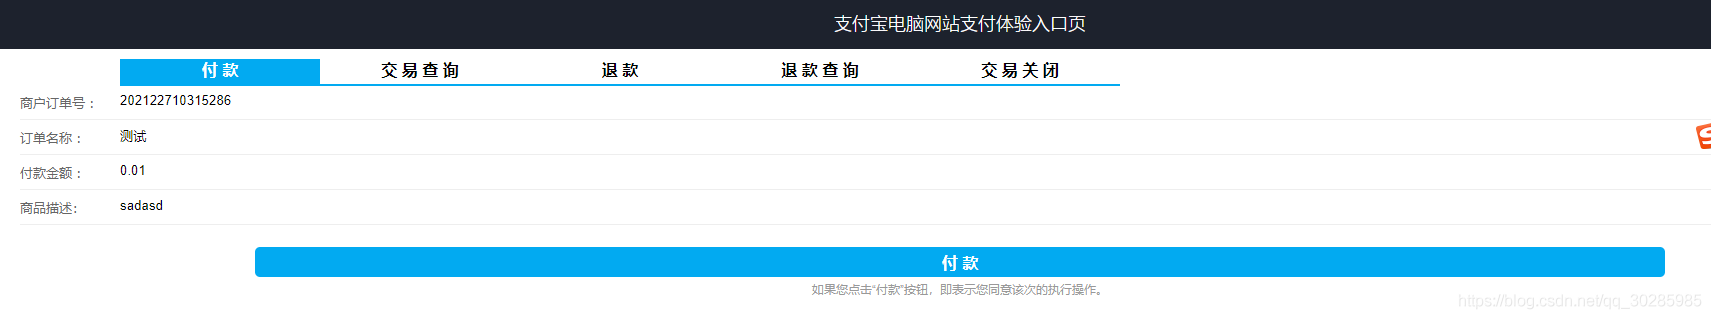 支付宝电脑网站支付体验入口页
付款 交易查询 退款 退款查询 交易关闭
商户订单号： 202122710315286
订单名称： 测试
付款金额： 0.01
商品描述： sadasd
付款
如果您点击“付款”按钮，即表示您同意该次的执行操作。
https://blog.csdn.net/qq_30285985